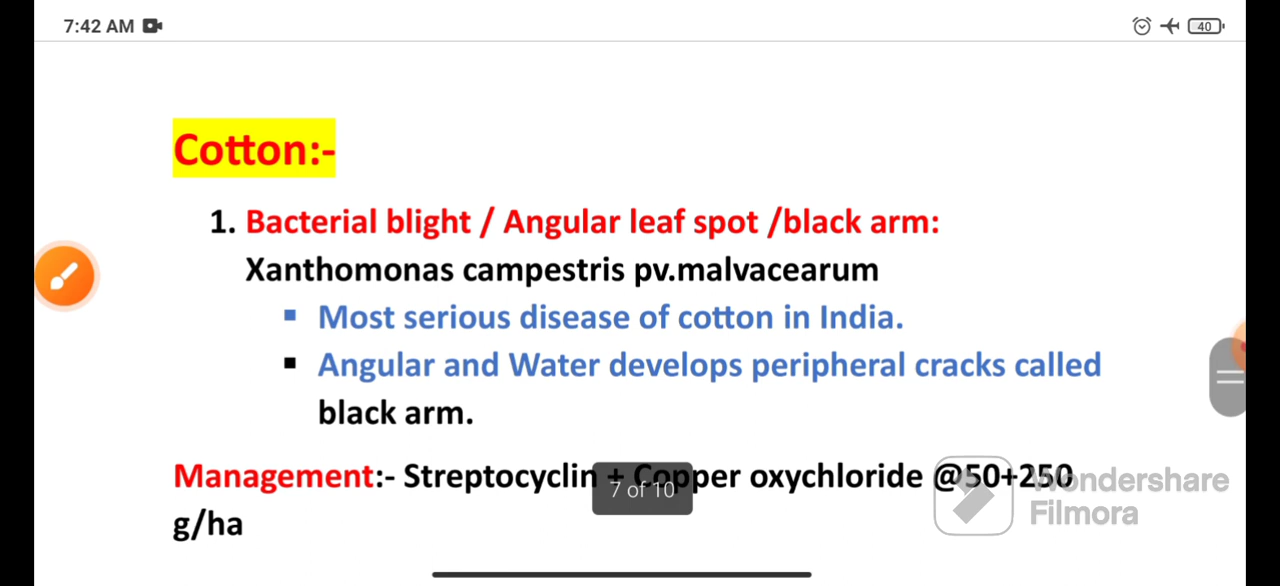 7:42 AM
40
Cotton:-
1. Bacterial blight / Angular leaf spot /black arm:
Xanthomonas campestris pv.malvacearum
▪ Most serious disease of cotton in India.
▪ Angular and Water develops peripheral cracks called
black arm.
Management:- Streptocyclin + Copper oxychloride @50+250
g/ha
7 of 10
Wondershare
Filmora